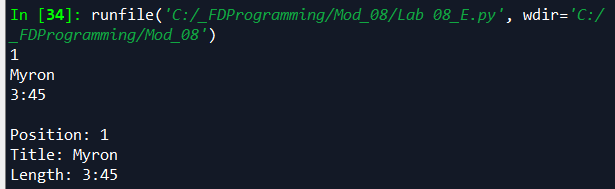 In [34]: runfile('C:/_FDProgramming/Mod_08/Lab 08_E.py', wdir='C:/
_FDProgramming/Mod_08')
1
Myron
3:45

Position: 1
Title: Myron
Length: 3:45